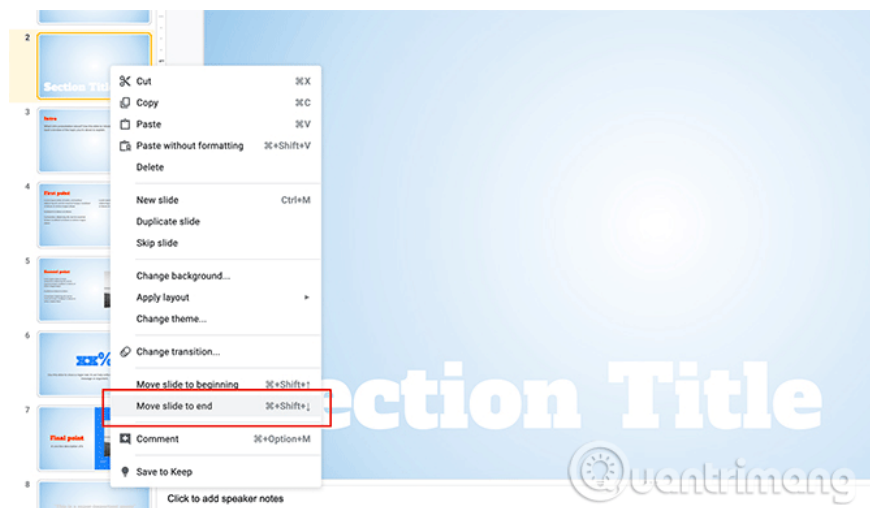 2
Section Tit
3
Intro
4
First point
5
Second point
6
xx%
7
Final point
8
Cut ⌘X
Copy ⌘C
Paste ⌘V
Paste without formatting ⌘+Shift+V
Delete
New slide Ctrl+M
Duplicate slide
Skip slide
Change background...
Apply layout ►
Change theme...
Change transition...
Move slide to beginning ⌘+Shift+↑
Move slide to end ⌘+Shift+↓
Comment ⌘+Option+M
Save to Keep
ection Title
Click to add speaker notes
Quantrimang